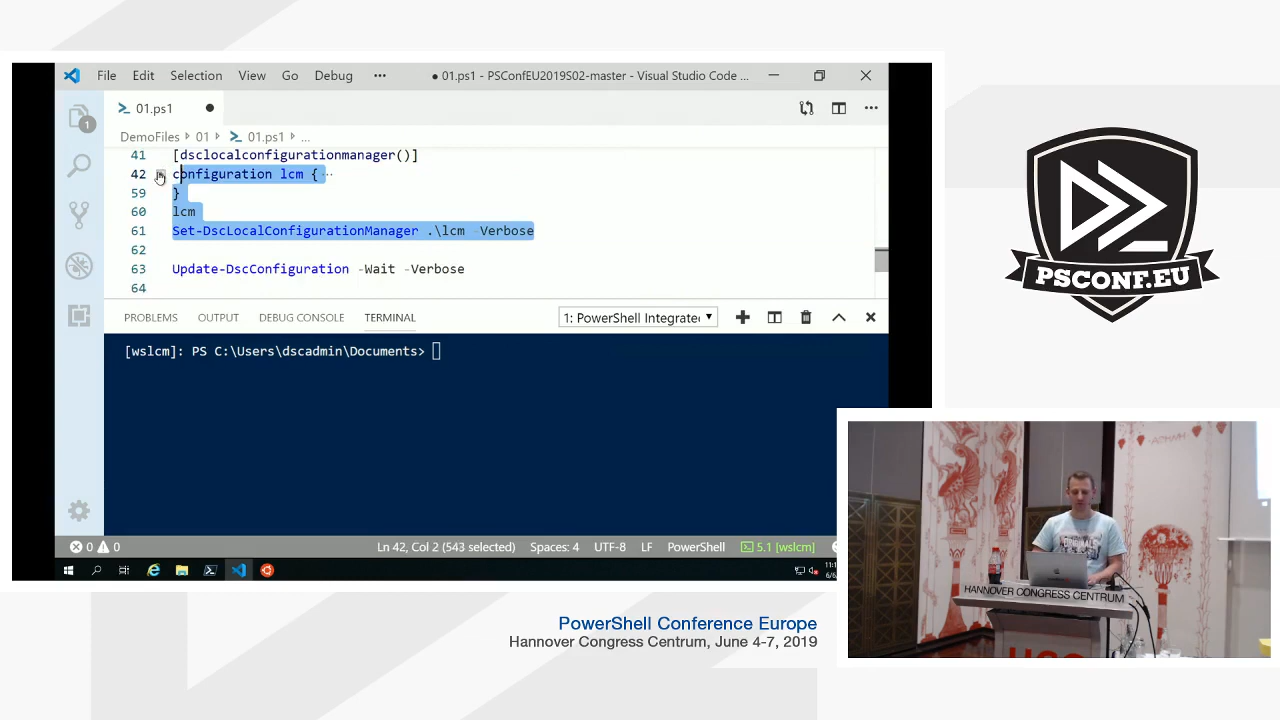 File Edit Selection View Go Debug ••• ● 01.ps1 - PSConfEU2019S02-master - Visual Studio Code ...
01.ps1
DemoFiles › 01 › 01.ps1 › ...
1
41 [dsclocalconfigurationmanager()]
42 configuration lcm { ···
59 }
60 lcm
61 Set-DscLocalConfigurationManager .\lcm -Verbose
62
63 Update-DscConfiguration -Wait -Verbose
64
PROBLEMS OUTPUT DEBUG CONSOLE TERMINAL 1: PowerShell Integrate
[wslcm]: PS C:\Users\dscadmin\Documents>
0 0 Ln 42, Col 2 (543 selected) Spaces: 4 UTF-8 LF PowerShell 5.1 [wslcm]
PSCONF.EU
HANNOVER CONGRESS CENTRUM
PowerShell Conference Europe
Hannover Congress Centrum, June 4-7, 2019